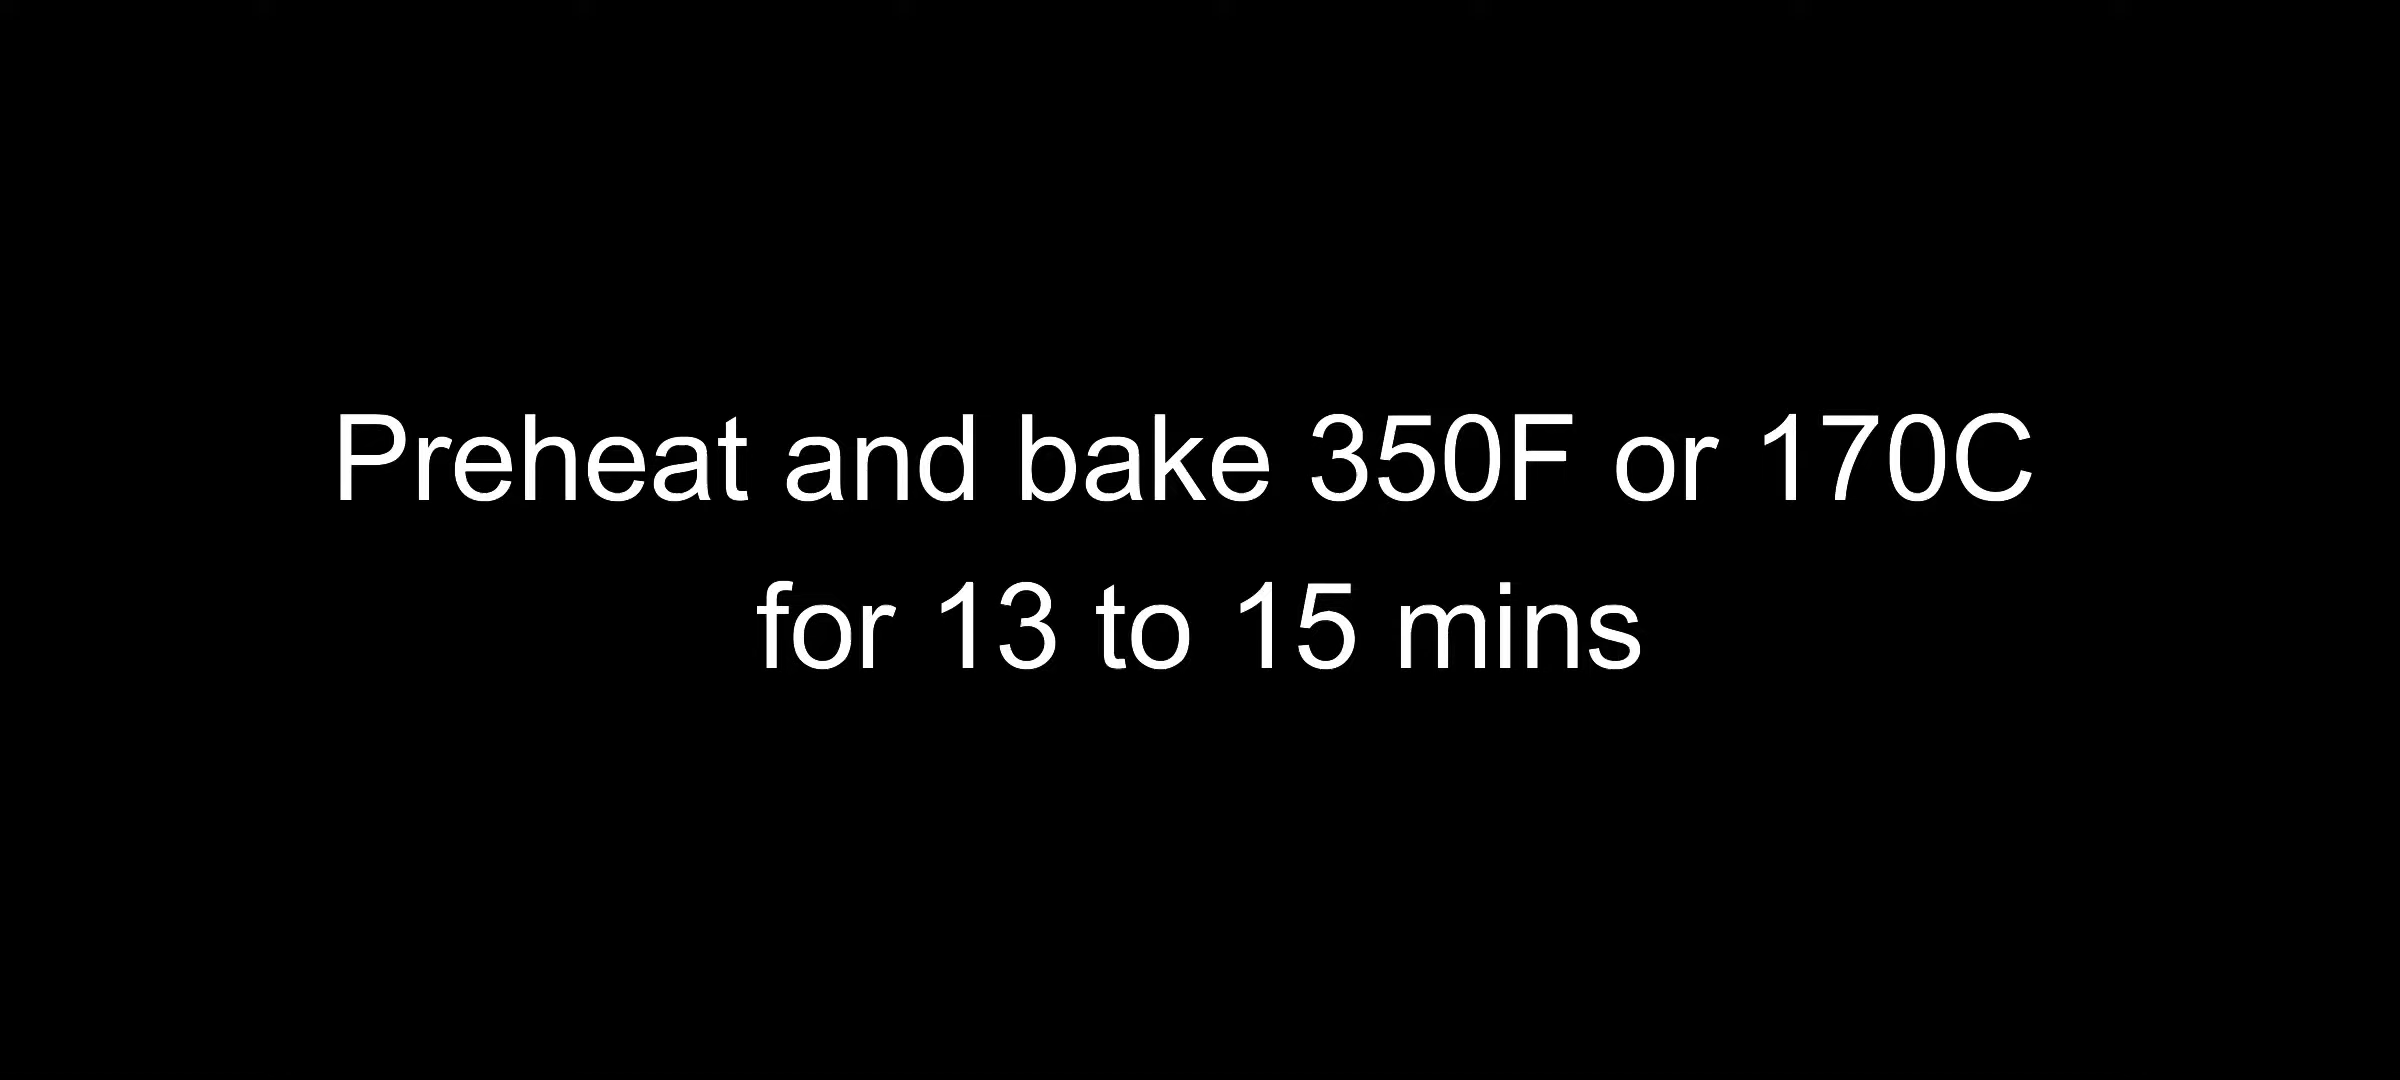 Preheat and bake 350F or 170C
for 13 to 15 mins